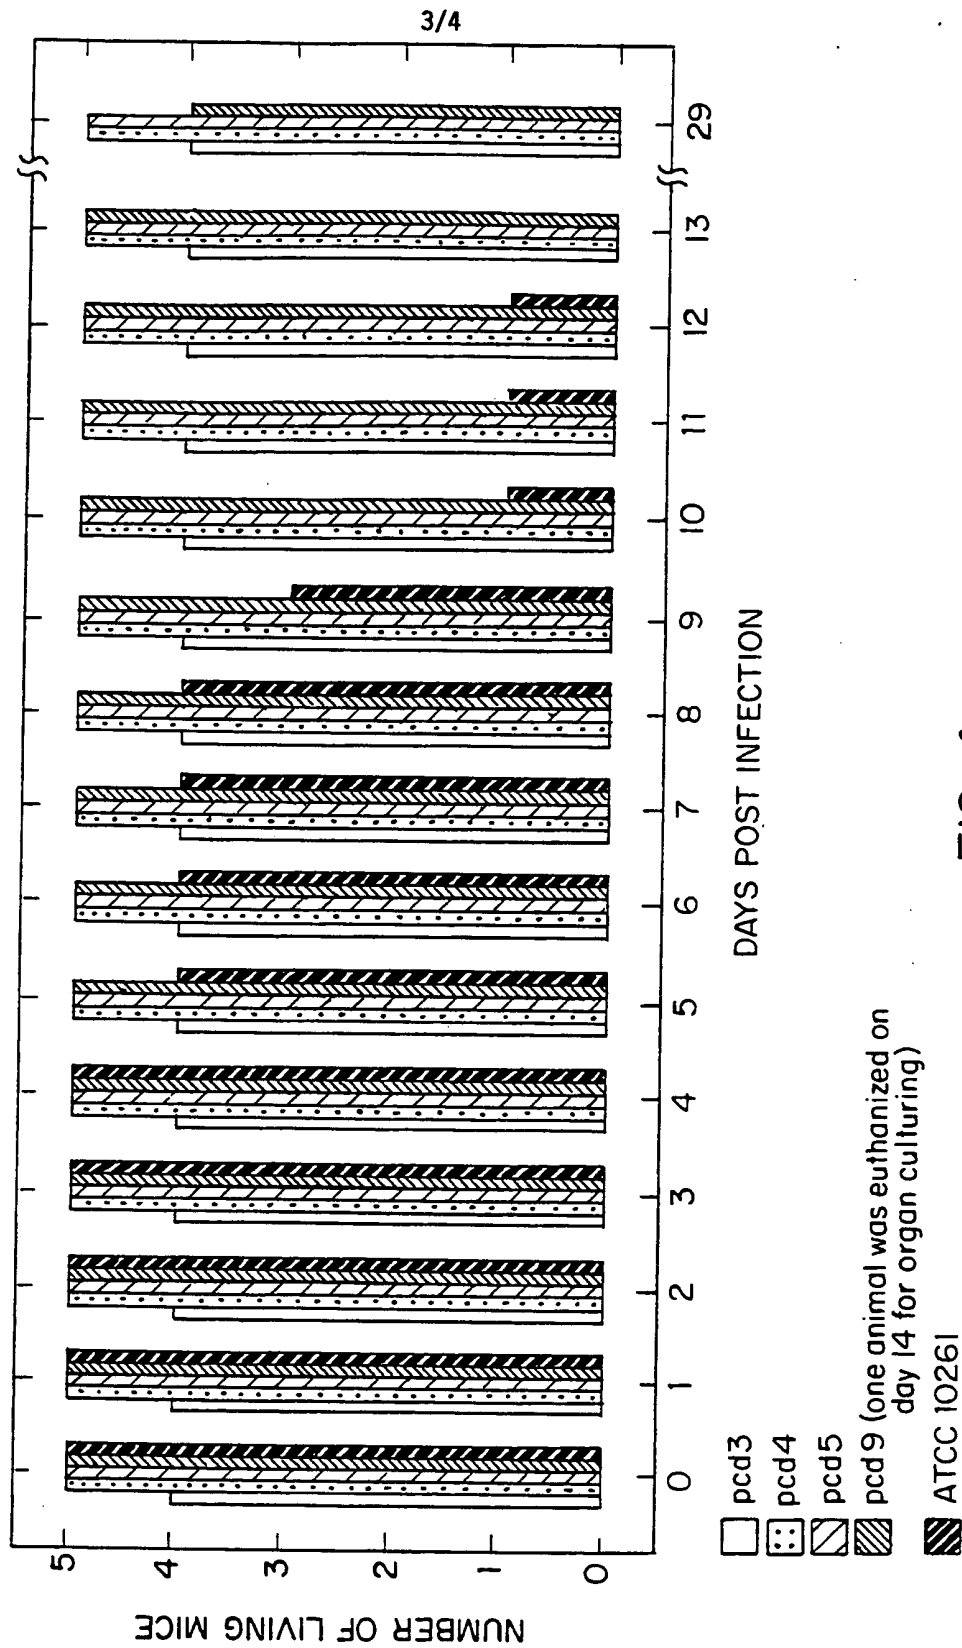 3/4
NUMBER OF LIVING MICE
5
4
3
2
1
0
0 1 2 3 4 5 6 7 8 9 10 11 12 13 29
DAYS POST INFECTION
pcd3
pcd4
pcd5
pcd9 (one animal was euthanized on
day 14 for organ culturing)
ATCC 10261